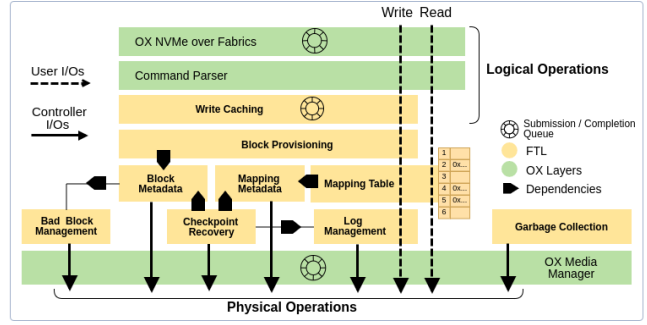 Write Read
OX NVMe over Fabrics
Command Parser
Logical Operations
User I/Os
Controller
I/Os
Write Caching
Block Provisioning
Submission / Completion
Queue
FTL
OX Layers
Dependencies
Block
Metadata
Mapping
Metadata
Mapping Table
1
2 0x...
3
4 0x...
5 0x...
6
Bad Block
Management
Checkpoint
Recovery
Log
Management
Garbage Collection
OX Media
Manager
Physical Operations